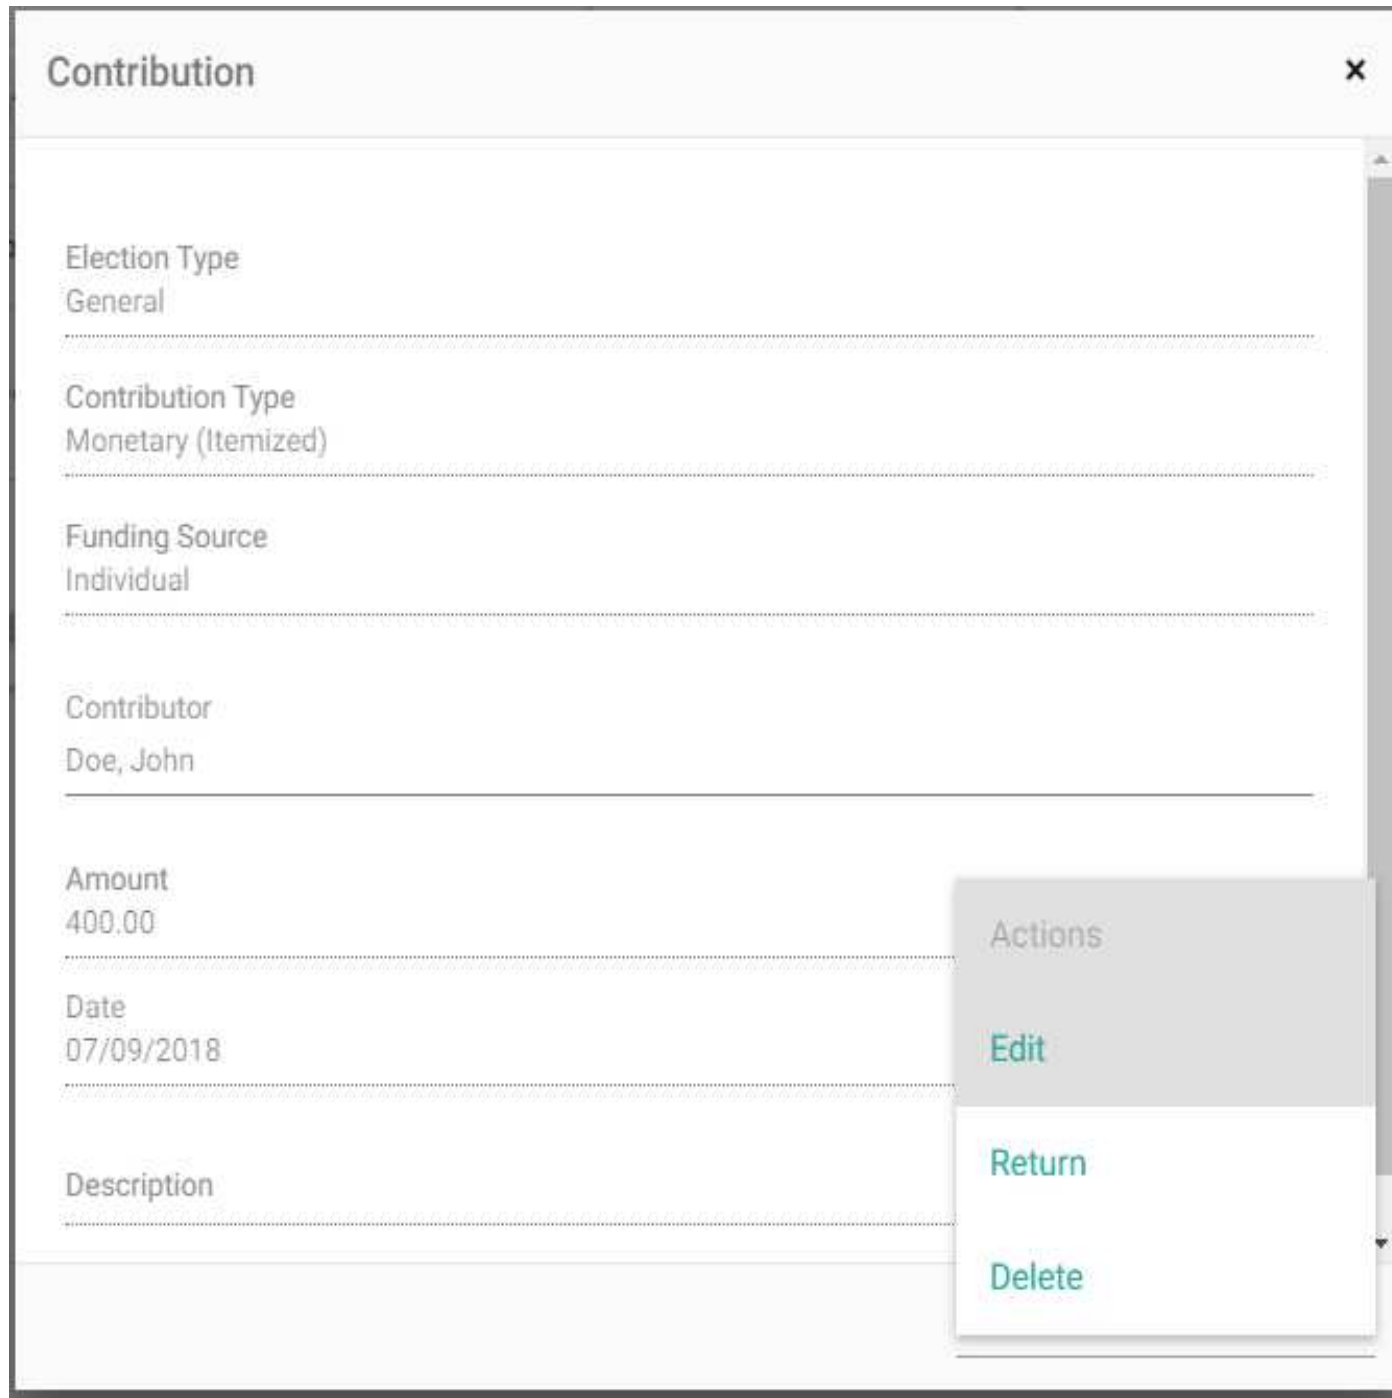 Contribution
×
Election Type
General
Contribution Type
Monetary (Itemized)
Funding Source
Individual
Contributor
Doe, John
Amount
400.00
Date
07/09/2018
Description
Actions
Edit
Return
Delete